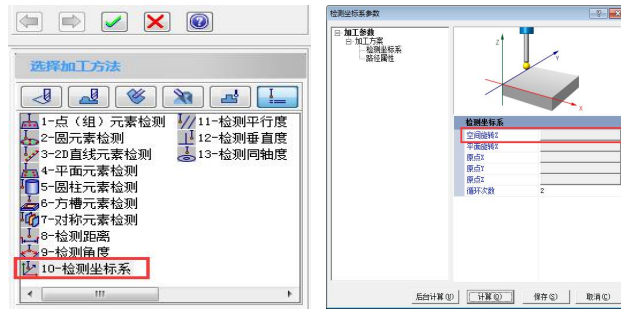 选择加工方法
1-点（组）元素检测
2-圆元素检测
3-2D直线元素检测
4-平面元素检测
5-圆柱元素检测
6-方槽元素检测
7-对称元素检测
8-检测距离
9-检测角度
10-检测坐标系
11-检测平行度
12-检测垂直度
13-检测同轴度
检测坐标系参数
加工参数
加工方案
检测坐标系
路径属性
Z
Y
X
检测坐标系
空间旋转Z
平面旋转X
原点X
原点Y
原点Z
循环次数 2
后台计算(U) 计算(Q) 保存(S) 取消(C)